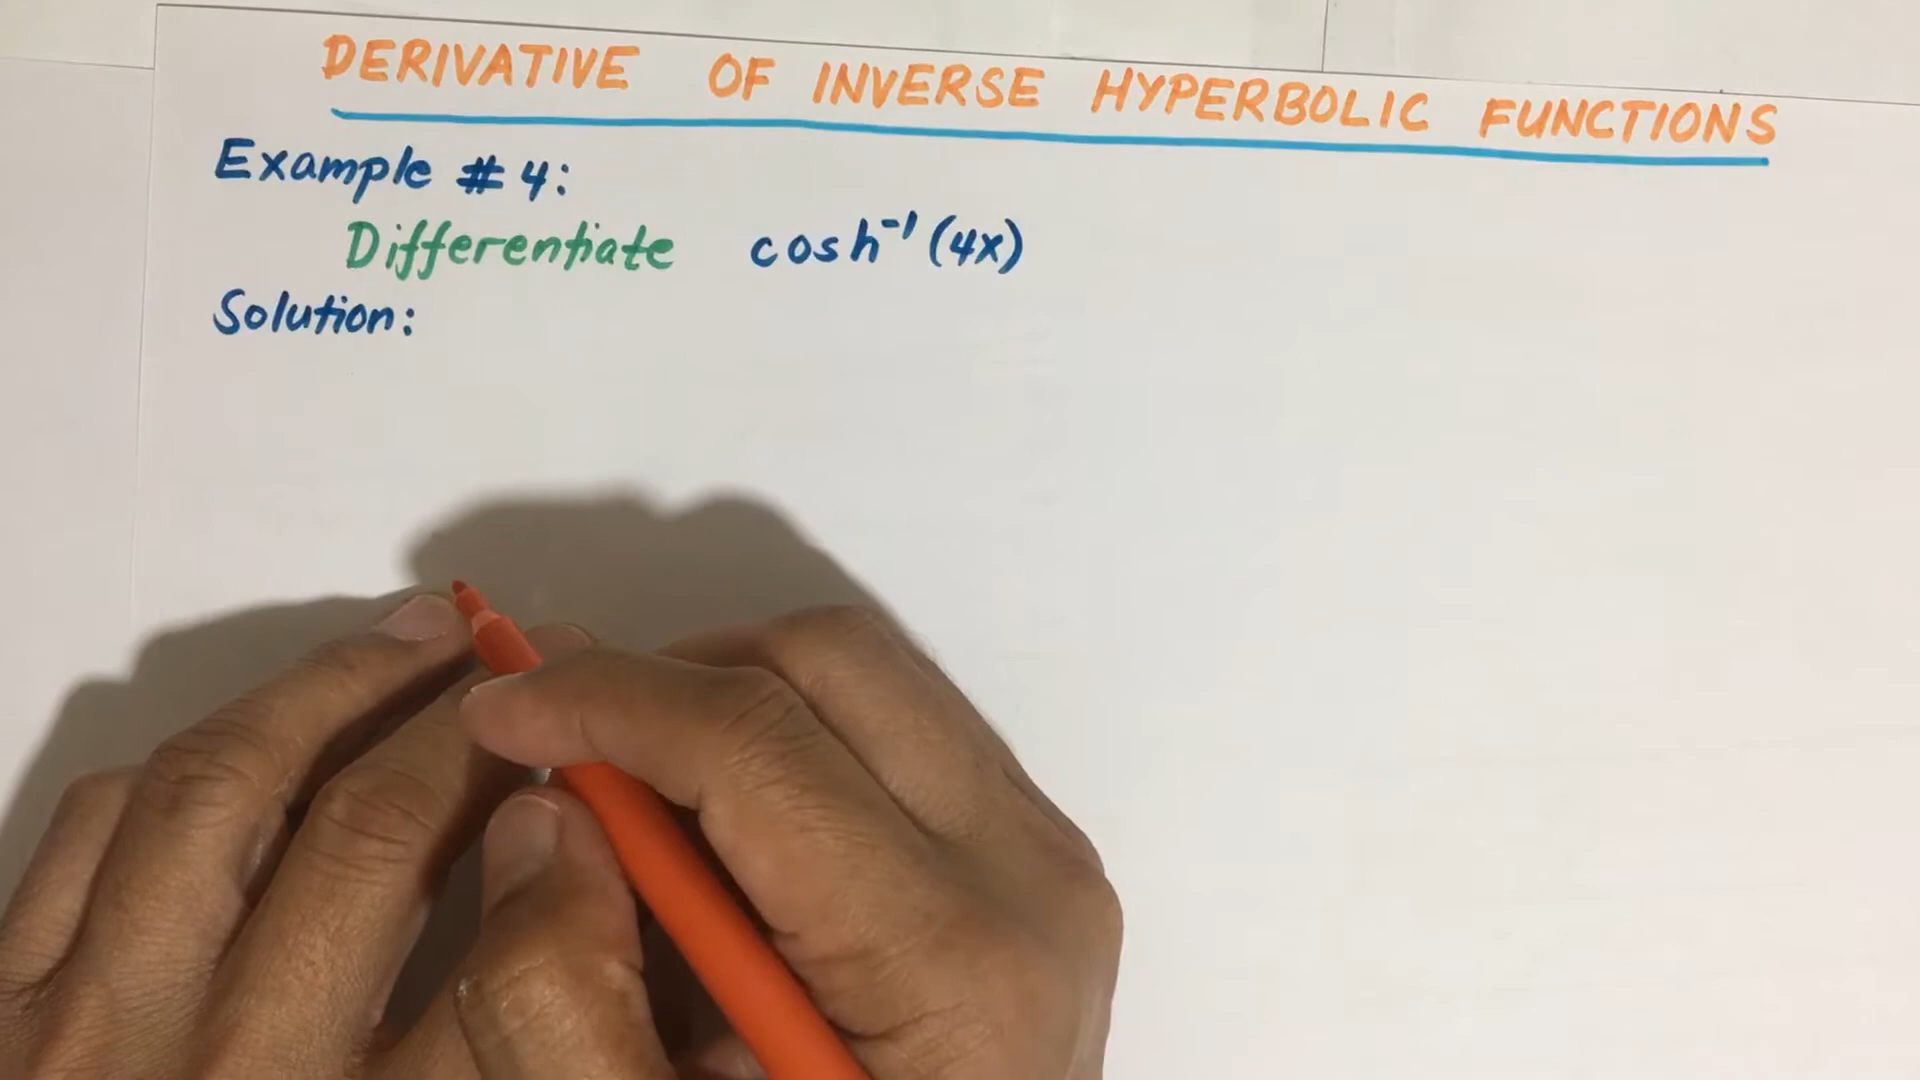 DERIVATIVE OF INVERSE HYPERBOLIC FUNCTIONS
Example # 4:
Differentiate cosh⁻¹(4x)
Solution: